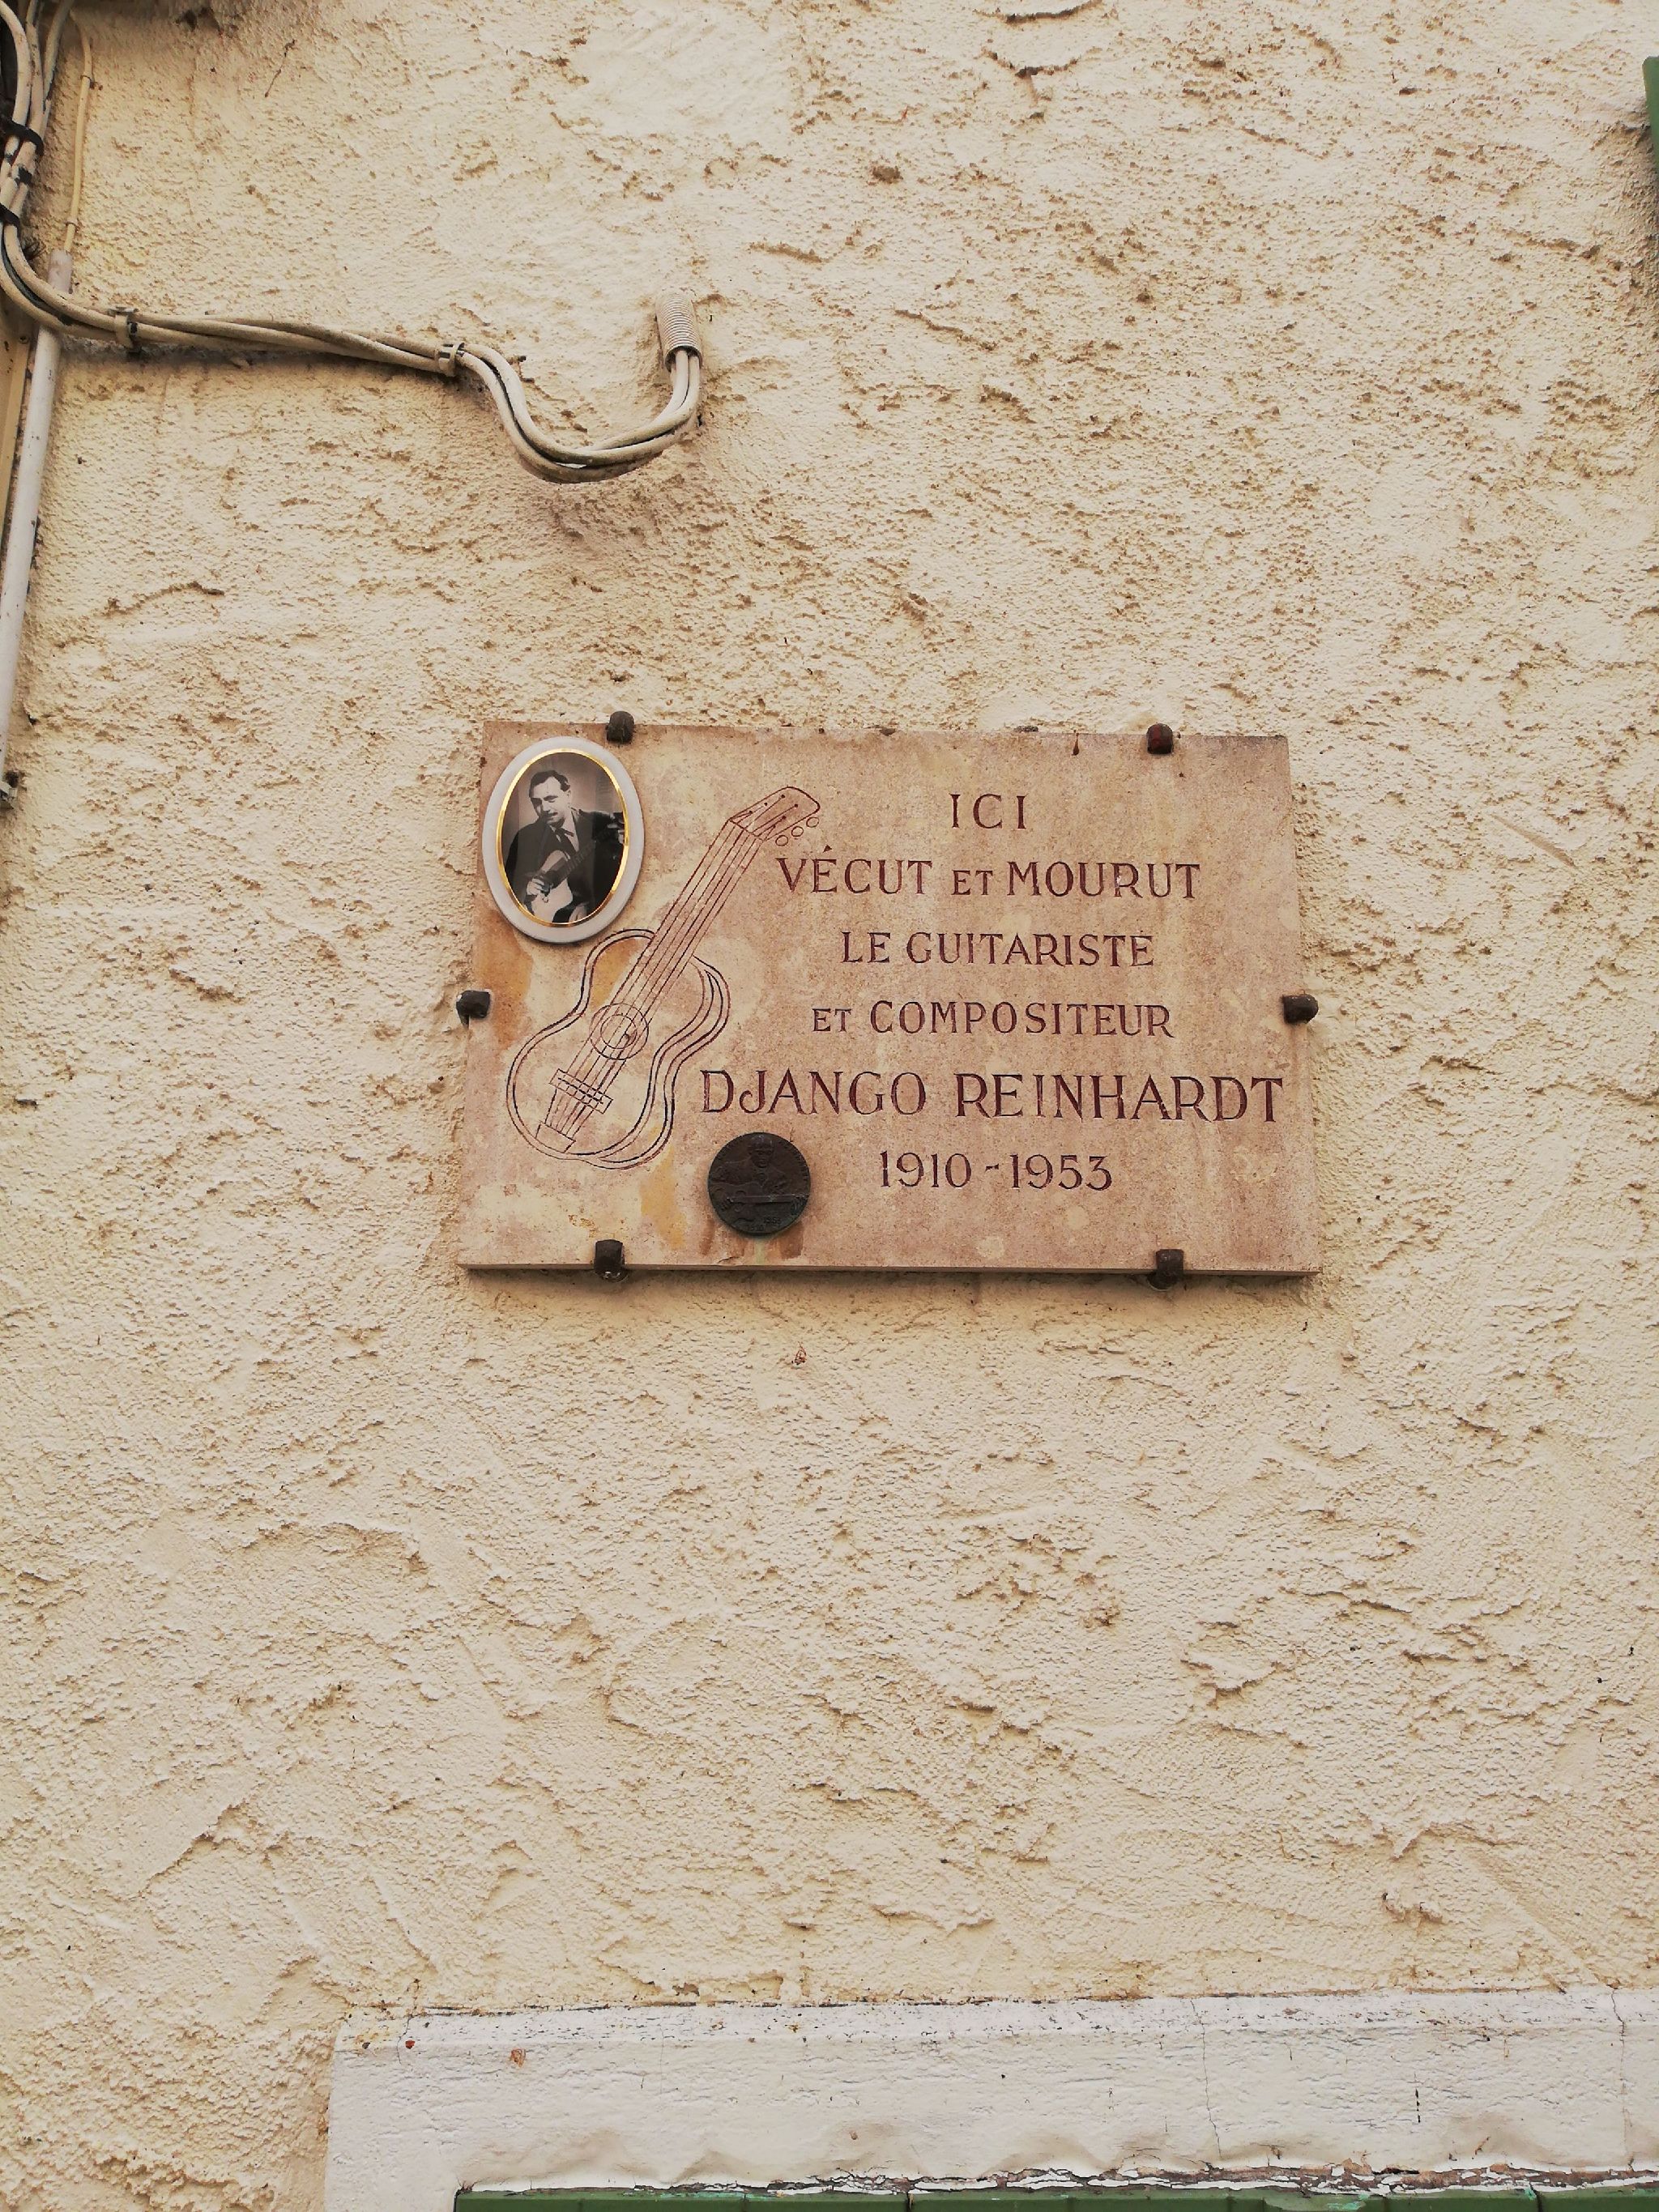 ICI
VÉCUT ET MOURUT
LE GUITARISTE
ET COMPOSITEUR
DJANGO REINHARDT
1910-1953